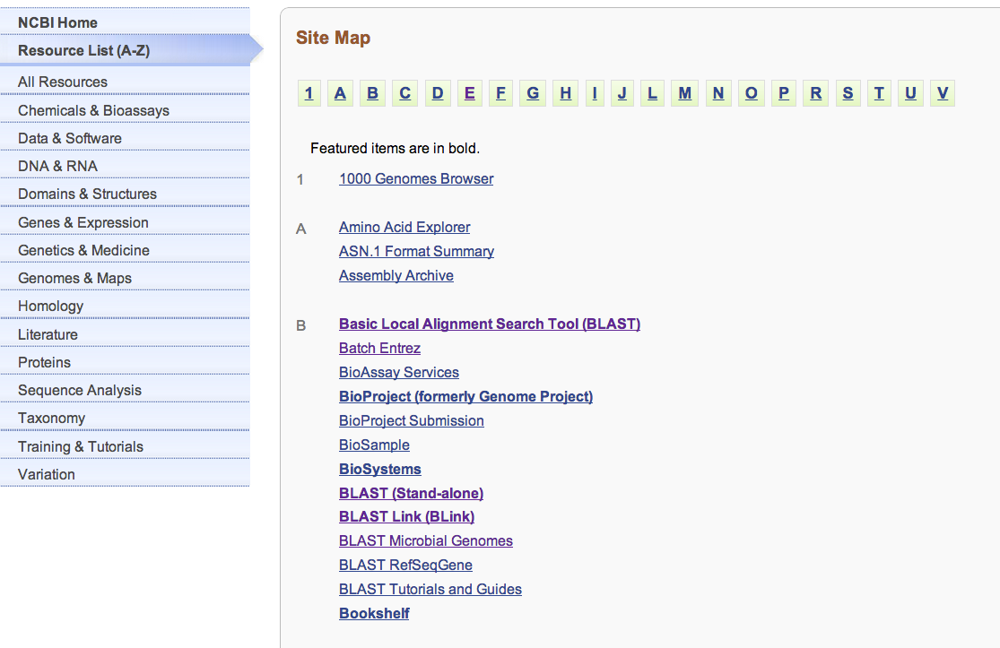 NCBI Home
Resource List (A-Z)
All Resources
Chemicals & Bioassays
Data & Software
DNA & RNA
Domains & Structures
Genes & Expression
Genetics & Medicine
Genomes & Maps
Homology
Literature
Proteins
Sequence Analysis
Taxonomy
Training & Tutorials
Variation
Site Map
1 A B C D E F G H I J L M N O P R S T U V
Featured items are in bold.
1 1000 Genomes Browser
A Amino Acid Explorer
ASN.1 Format Summary
Assembly Archive
B Basic Local Alignment Search Tool (BLAST)
Batch Entrez
BioAssay Services
BioProject (formerly Genome Project)
BioProject Submission
BioSample
BioSystems
BLAST (Stand-alone)
BLAST Link (BLink)
BLAST Microbial Genomes
BLAST RefSeqGene
BLAST Tutorials and Guides
Bookshelf